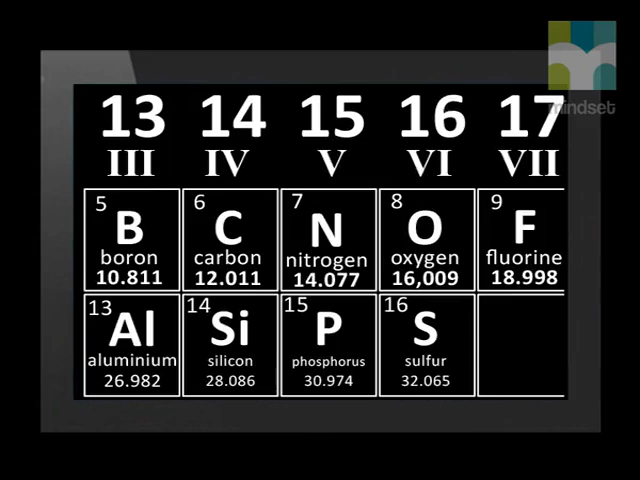 mindset
13 14 15 16 17
III IV V VI VII
5 6 7 8 9
B C N O F
boron carbon nitrogen oxygen fluorine
10.811 12.011 14.077 16,009 18.998
13 14 15 16
Al Si P S
aluminium silicon phosphorus sulfur
26.982 28.086 30.974 32.065